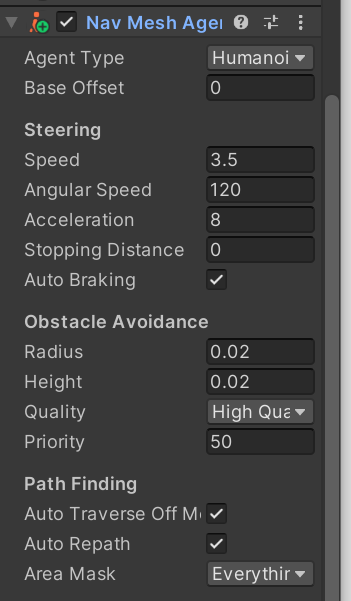 Nav Mesh Age
Agent Type Humanoi
Base Offset 0
Steering
Speed 3.5
Angular Speed 120
Acceleration 8
Stopping Distance 0
Auto Braking
Obstacle Avoidance
Radius 0.02
Height 0.02
Quality High Qua
Priority 50
Path Finding
Auto Traverse Off M
Auto Repath
Area Mask Everythin